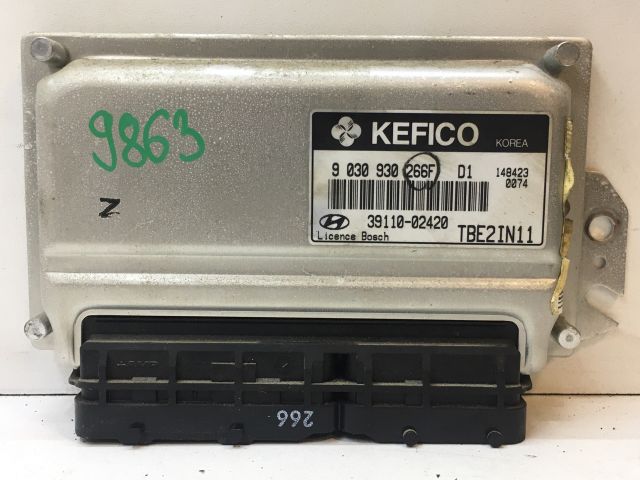 9863
Z
KEFICO
KOREA
9 030 930 266F D1
148423
0074
39110-02420
Licence Bosch
TBE2IN11
266